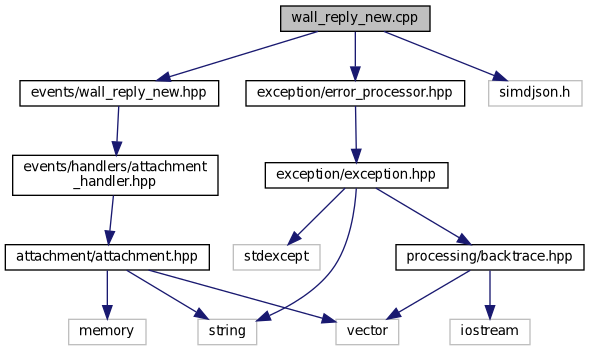 wall_reply_new.cpp
events/wall_reply_new.hpp
exception/error_processor.hpp
simdjson.h
events/handlers/attachment
_handler.hpp
exception/exception.hpp
attachment/attachment.hpp
stdexcept
processing/backtrace.hpp
memory
string
vector
iostream